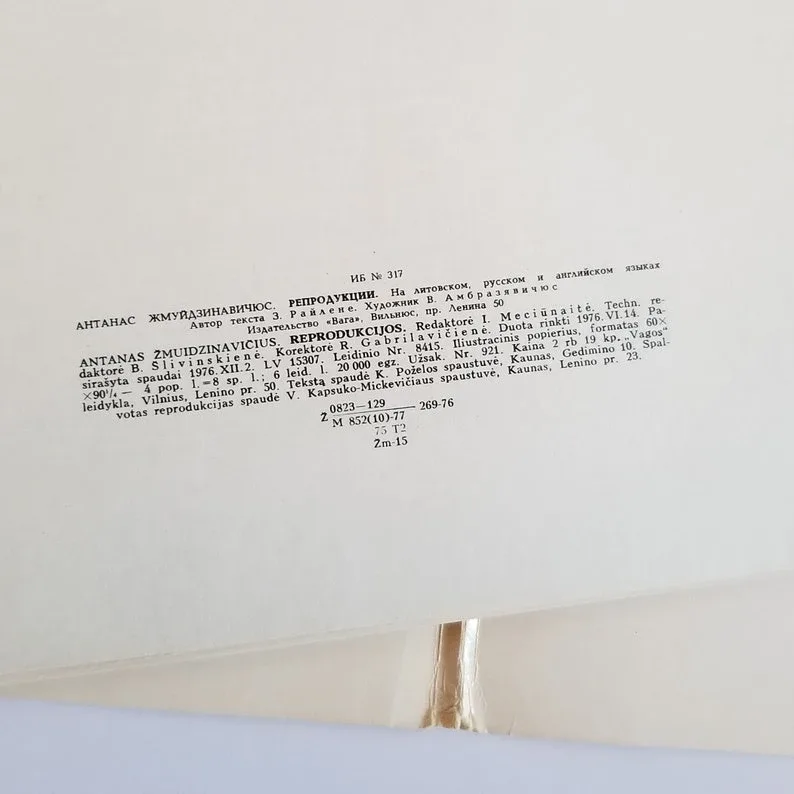 ИБ № 317
АНТАНАС ЖМУЙДЗИНАВИЧЮС. РЕПРОДУКЦИИ. На литовском, русском и английском языках
Автор текста З. Райлене. Художник В. Амбразявичюс
Издательство «Вага», Вильнюс, пр. Ленина 50
ANTANAS ŽMUIDZINAVIČIUS. REPRODUKCIJOS. Redaktorė I. Meciūnaitė. Techn. re-
daktorė B. Slivinskienė. Korektorė R. Gabrilavičienė. Duota rinkti 1976.VI.14. Pa-
sirašyta spaudai 1976.XII.2. LV 15307. Leidinio Nr. 8415. Iliustracinis popierius, formatas 60×
×90¹/₄ — 4 pop. l.=8 sp. l.; 6 leid. l. 20 000 egz. Užsak. Nr. 921. Kaina 2 rb 19 kp. „Vagos“
leidykla, Vilnius, Lenino pr. 50. Tekstą spaudė K. Poželos spaustuvė, Kaunas, Gedimino 10. Spal-
votas reprodukcijas spaudė V. Kapsuko-Mickevičiaus spaustuvė, Kaunas, Lenino pr. 23.
Ž 0823—129 269-76
M 852(10)-77
75 T2
Žm-15